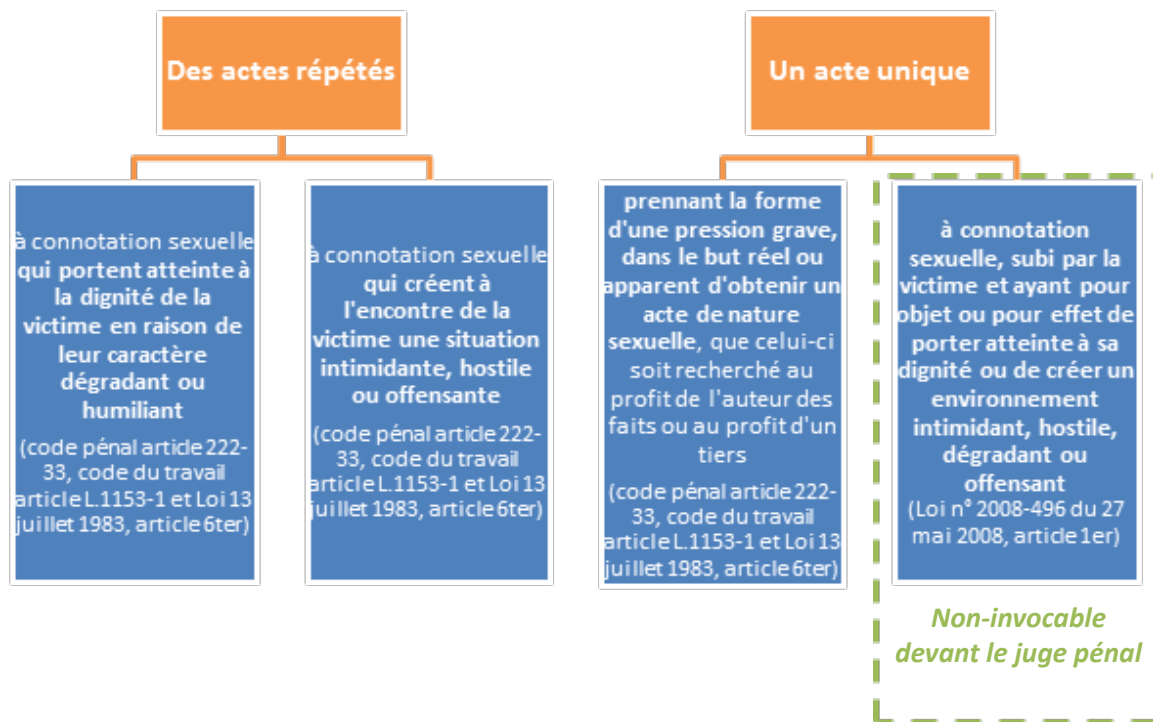 Des actes répétés
à connotation sexuelle
qui portent atteinte à
la dignité de la
victime en raison de
leur caractère
dégradant ou
humiliant
(code pénal article 222-
33, code du travail
article L.1153-1 et Loi 13
juillet 1983, article 6ter)
à connotation sexuelle
qui créent à
l'encontre de la
victime une situation
intimidante, hostile
ou offensante
(code pénal article 222-
33, code du travail
article L.1153-1 et Loi 13
juillet 1983, article 6ter)
Un acte unique
prennant la forme
d'une pression grave,
dans le but réel ou
apparent d'obtenir un
acte de nature
sexuelle, que celui-ci
soit recherché au
profit de l'auteur des
faits ou au profit d'un
tiers
(code pénal article 222-
33, code du travail
article L.1153-1 et Loi 13
juillet 1983, article 6ter)
à connotation
sexuelle, subi par la
victime et ayant pour
objet ou pour effet de
porter atteinte à sa
dignité ou de créer un
environnement
intimidant, hostile,
dégradant ou
offensant
(Loi n° 2008-496 du 27
mai 2008, article 1er)
Non-invocable
devant le juge pénal